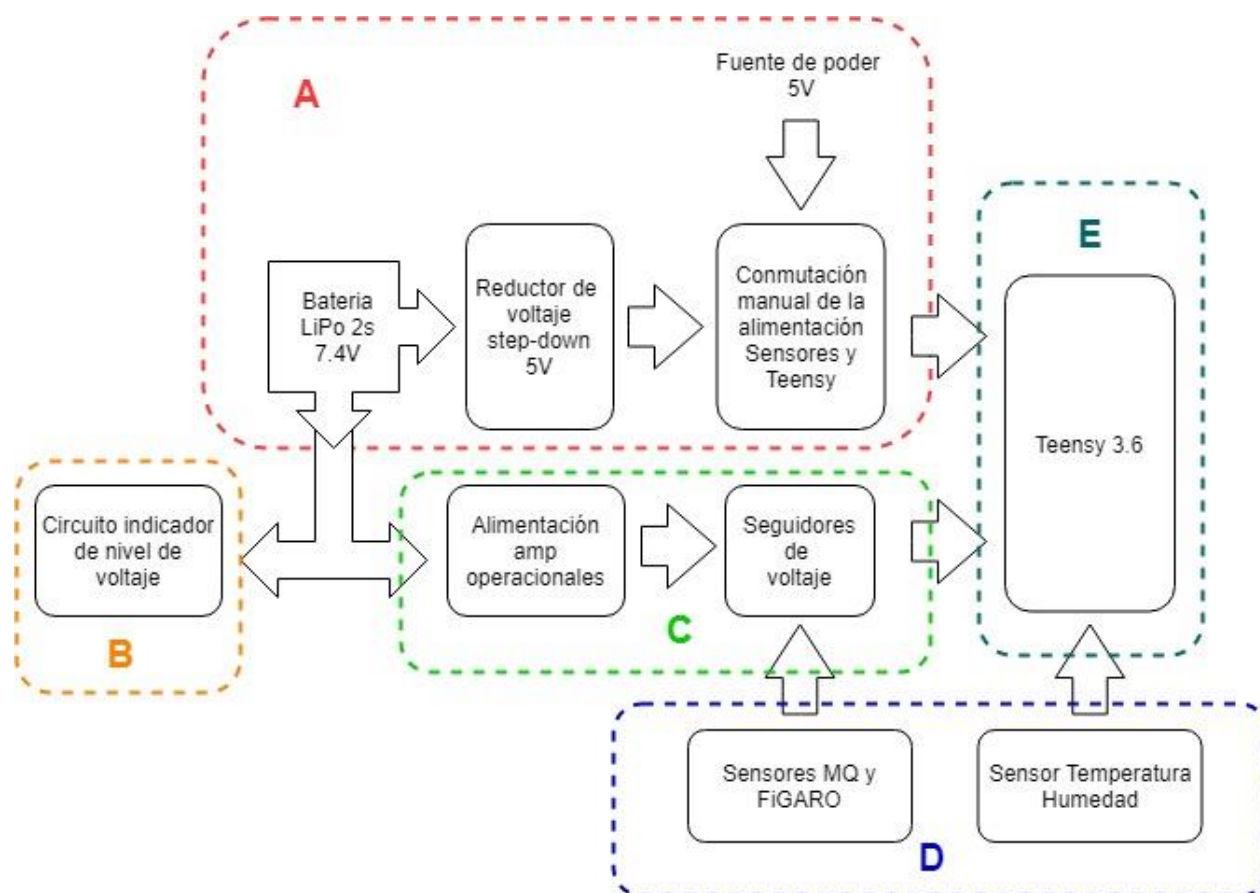 A
Fuente de poder
5V
Bateria
LiPo 2s
7.4V
Reductor de
voltaje
step-down
5V
Conmutación
manual de la
alimentación
Sensores y
Teensy
E
Teensy 3.6
Circuito indicador
de nivel de
voltaje
B
Alimentación
amp
operacionales
Seguidores
de
voltaje
C
Sensores MQ y
FiGARO
Sensor Temperatura
Humedad
D